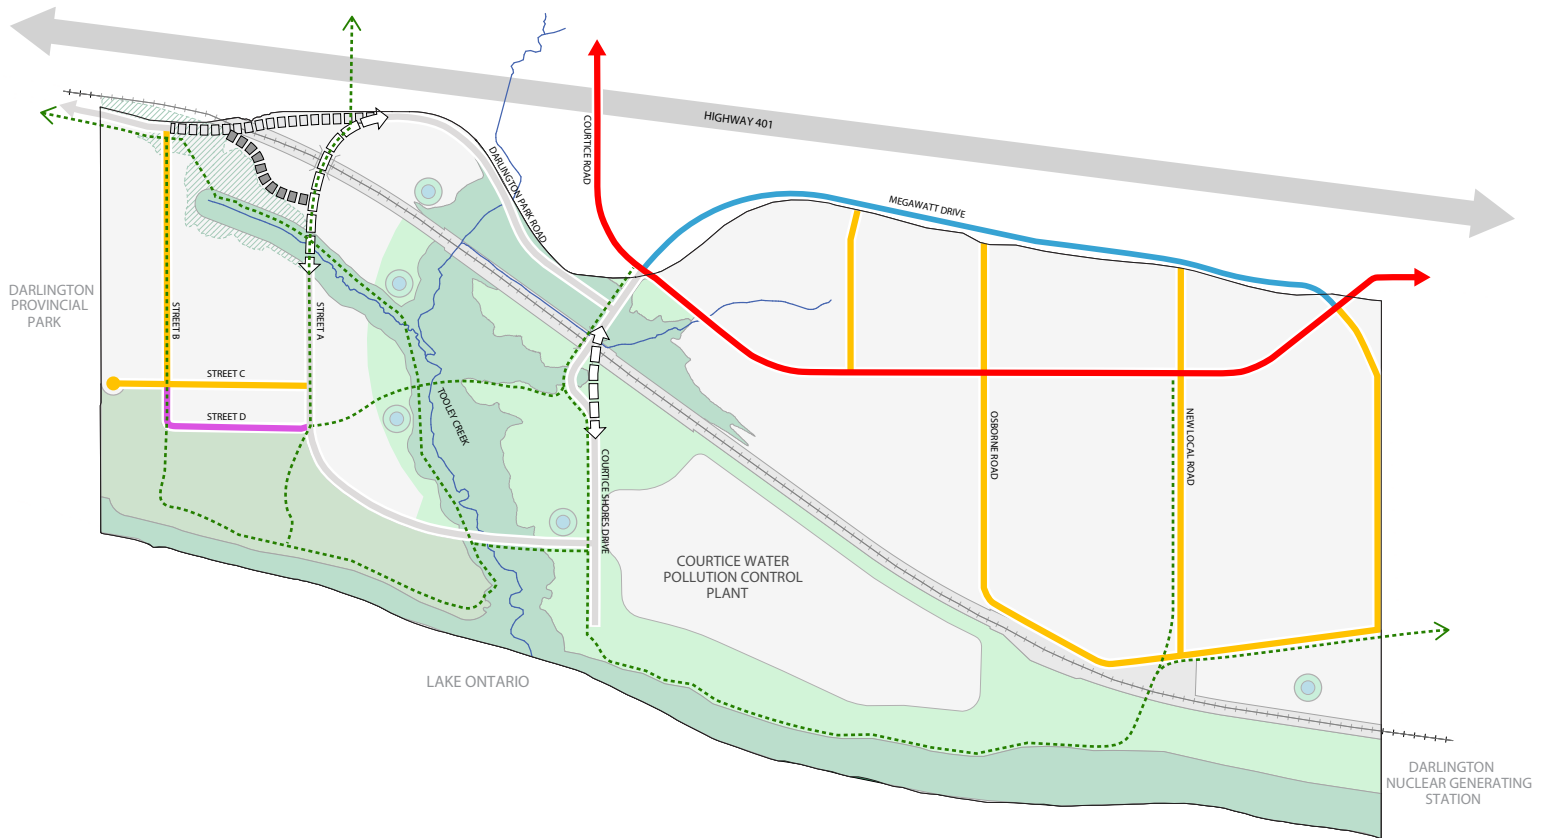 HIGHWAY 401
COURTICE ROAD
DARLINGTON PARK ROAD
MEGAWATT DRIVE
DARLINGTON
PROVINCIAL
PARK
STREET B
STREET A
STREET C
STREET D
TOOLEY CREEK
COURTICE SHORES DRIVE
OSBORNE ROAD
NEW LOCAL ROAD
COURTICE WATER
POLLUTION CONTROL
PLANT
LAKE ONTARIO
DARLINGTON
NUCLEAR GENERATING
STATION